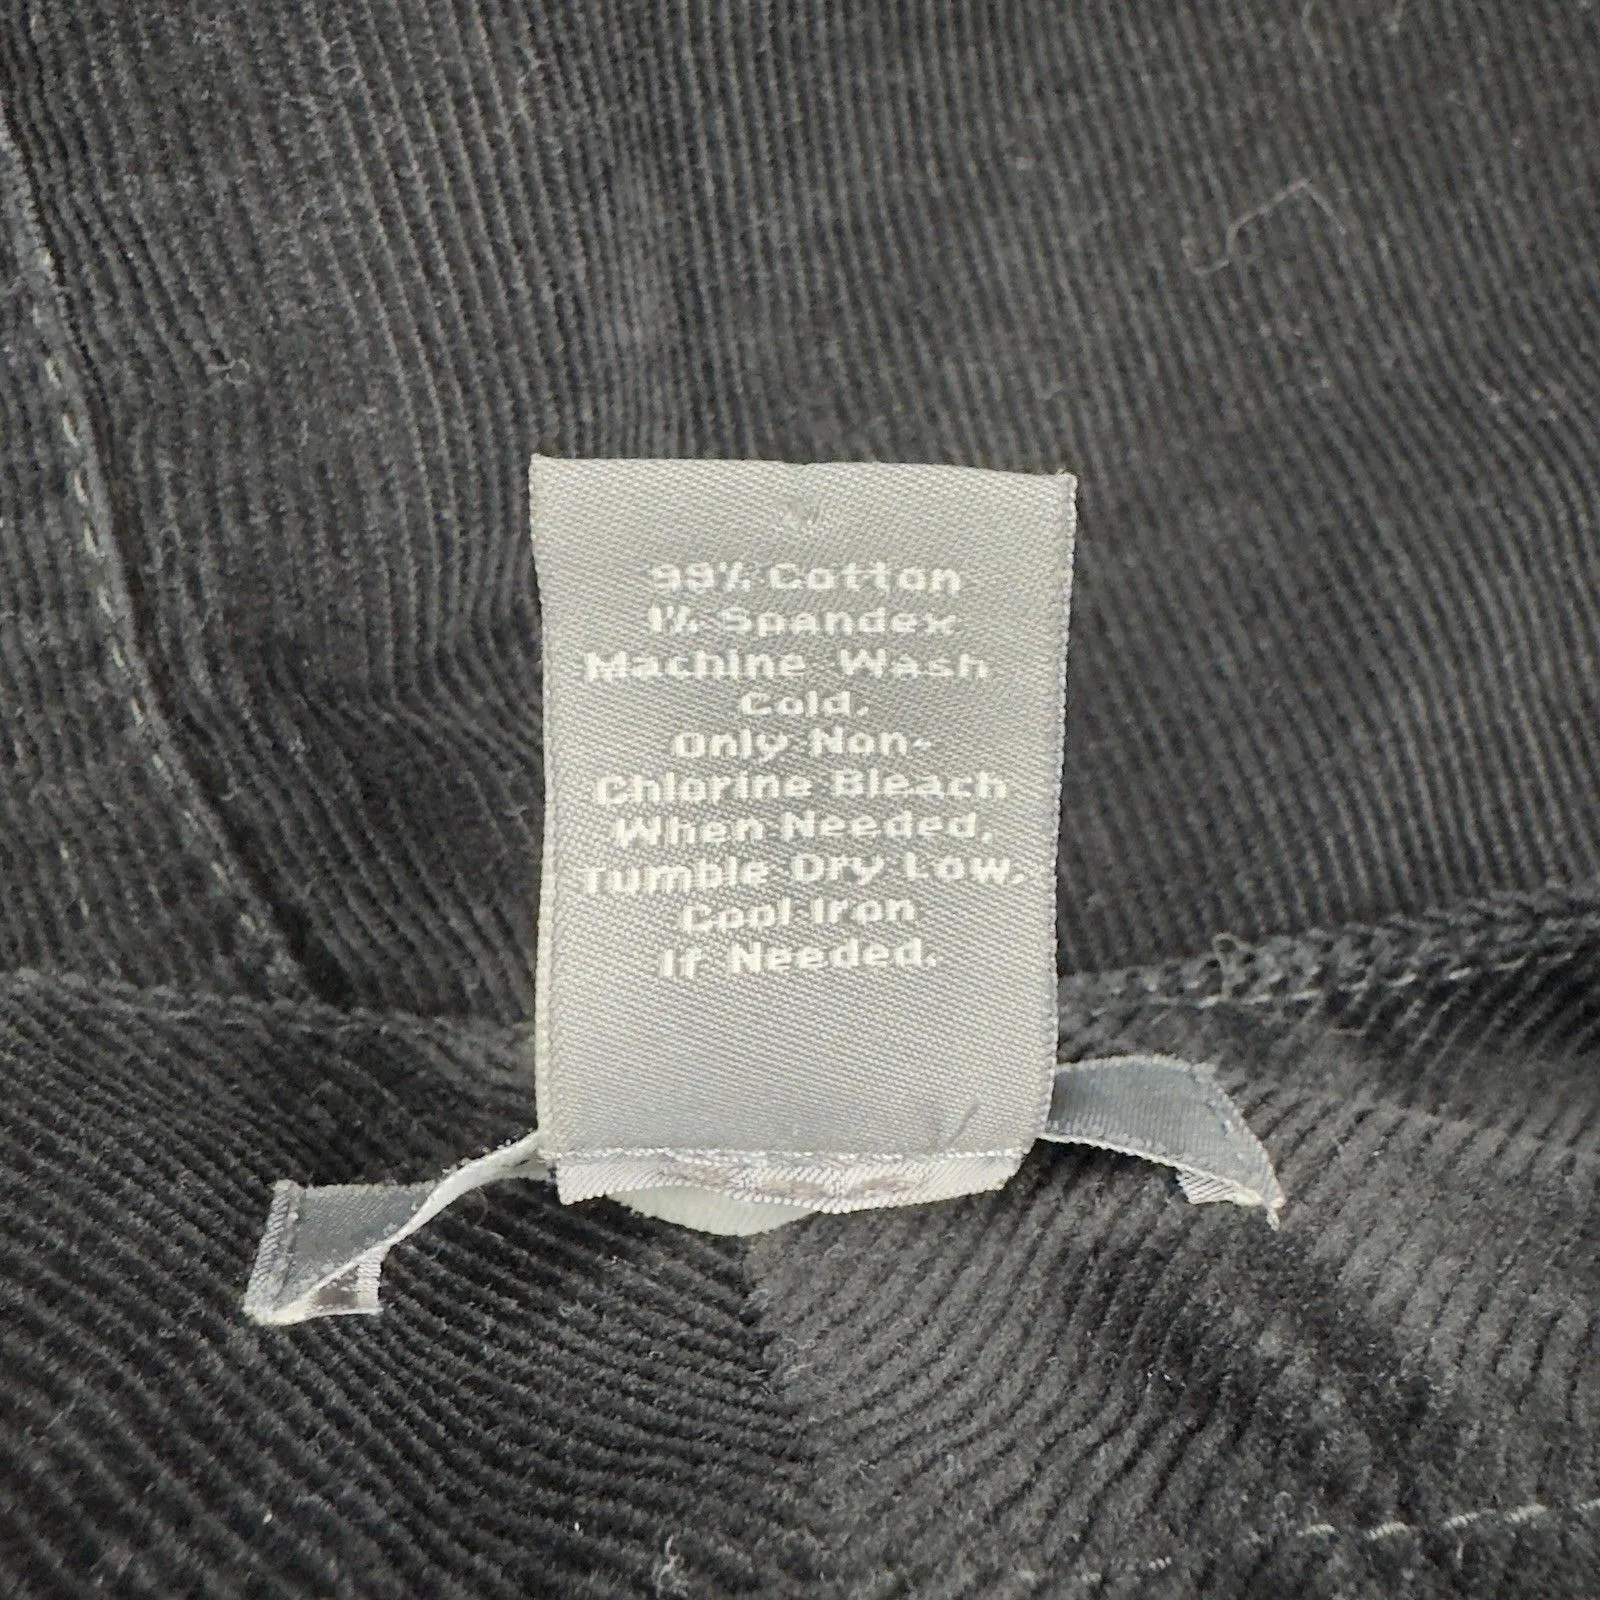 99% Cotton
1% Spandex
Machine Wash
Cold.
Only Non-
Chlorine Bleach
When Needed.
Tumble Dry Low.
Cool Iron
If Needed.